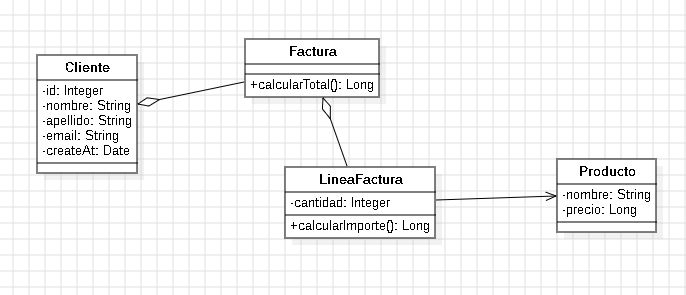 Cliente
-id: Integer
-nombre: String
-apellido: String
-email: String
-createAt: Date
Factura
+calcularTotal(): Long
LineaFactura
-cantidad: Integer
+calcularImporte(): Long
Producto
-nombre: String
-precio: Long